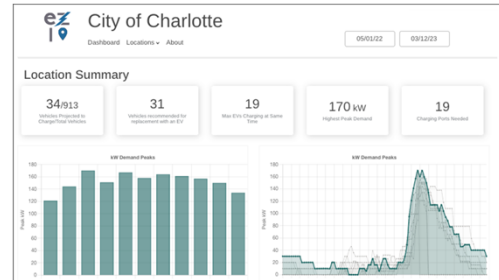 ez
io
City of Charlotte
Dashboard Locations About
05/01/22 03/12/23
Location Summary
34/913
Vehicles Projected to
Charge/Total Vehicles
31
Vehicles recommended for
replacement with an EV
19
Max EVs Charging at Same
Time
170 kW
Highest Peak Demand
19
Charging Ports Needed
kW Demand Peaks
Peak kW
180
160
140
120
100
80
60
40
20
0
kW Demand Peaks
Peak kW
180
160
140
120
100
80
60
40
20
0